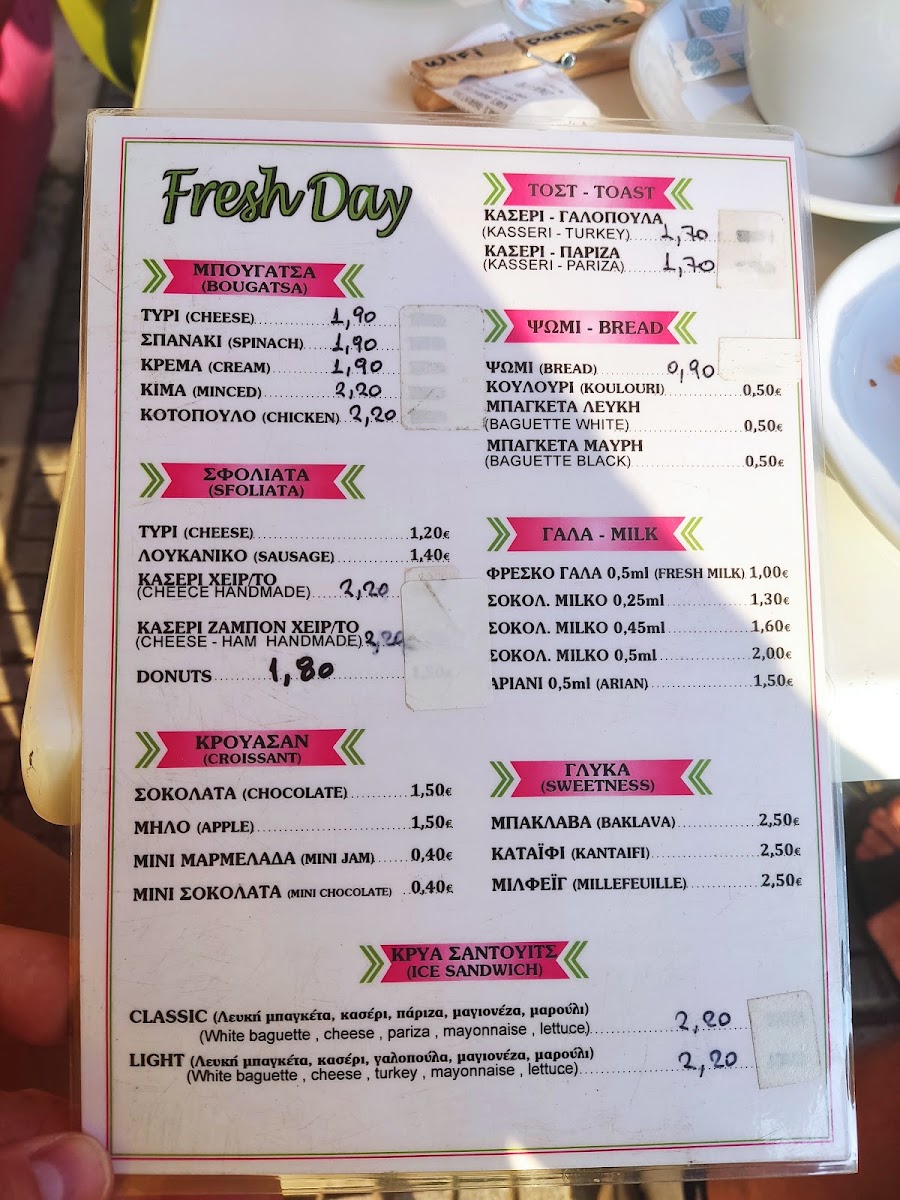 WiFi
Paralia S
Fresh Day
ΜΠΟΥΓΑΤΣΑ
(BOUGATSA)
ΤΥΡΙ (CHEESE) 1,90
ΣΠΑΝΑΚΙ (SPINACH) 1,90
ΚΡΕΜΑ (CREAM) 1,90
ΚΙΜΑ (MINCED) 2,20
ΚΟΤΟΠΟΥΛΟ (CHICKEN) 2,20
ΣΦΟΛΙΑΤΑ
(SFOLIATA)
ΤΥΡΙ (CHEESE) 1,20€
ΛΟΥΚΑΝΙΚΟ (SAUSAGE) 1,40€
ΚΑΣΕΡΙ ΧΕΙΡ/ΤΟ
(CHEECE HANDMADE) 2,20
ΚΑΣΕΡΙ ΖΑΜΠΟΝ ΧΕΙΡ/ΤΟ
(CHEESE - HAM HANDMADE) 2,20
DONUTS 1,80
ΚΡΟΥΑΣΑΝ
(CROISSANT)
ΣΟΚΟΛΑΤΑ (CHOCOLATE) 1,50€
ΜΗΛΟ (APPLE) 1,50€
ΜΙΝΙ ΜΑΡΜΕΛΑΔΑ (MINI JAM) 0,40€
ΜΙΝΙ ΣΟΚΟΛΑΤΑ (MINI CHOCOLATE) 0,40€
ΤΟΣΤ - TOAST
ΚΑΣΕΡΙ - ΓΑΛΟΠΟΥΛΑ
(KASSERI - TURKEY) 1,70
ΚΑΣΕΡΙ - ΠΑΡΙΖΑ
(KASSERI - PARIZA) 1,70
ΨΩΜΙ - BREAD
ΨΩΜΙ (BREAD) 0,90
ΚΟΥΛΟΥΡΙ (KOULOURI) 0,50€
ΜΠΑΓΚΕΤΑ ΛΕΥΚΗ
(BAGUETTE WHITE) 0,50€
ΜΠΑΓΚΕΤΑ ΜΑΥΡΗ
(BAGUETTE BLACK) 0,50€
ΓΑΛΑ - MILK
ΦΡΕΣΚΟ ΓΑΛΑ 0,5ml (FRESH MILK) 1,00€
ΣΟΚΟΛ. MILKO 0,25ml 1,30€
ΣΟΚΟΛ. MILKO 0,45ml 1,60€
ΣΟΚΟΛ. MILKO 0,5ml 2,00€
ΑΡΙΑΝΙ 0,5ml (ARIAN) 1,50€
ΓΛΥΚΑ
(SWEETNESS)
ΜΠΑΚΛΑΒΑ (BAKLAVA) 2,50€
ΚΑΤΑΪΦΙ (KANTAIFI) 2,50€
ΜΙΛΦΕΪΓ (MILLEFEUILLE) 2,50€
ΚΡΥΑ ΣΑΝΤΟΥΙΤΣ
(ICE SANDWICH)
CLASSIC (Λευκή μπαγκέτα, κασέρι, πάριζα, μαγιονέζα, μαρούλι)
(White baguette , cheese , pariza , mayonnaise , lettuce) 2,20
LIGHT (Λευκή μπαγκέτα, κασέρι, γαλοπούλα, μαγιονέζα, μαρούλι)
(White baguette , cheese , turkey , mayonnaise , lettuce) 2,20